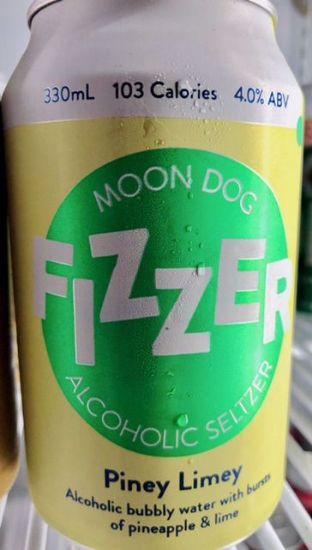 330mL 103 Calories 4.0% ABV
MOON DOG
FIZZER
ALCOHOLIC SELTZER
Piney Limey
Alcoholic bubbly water with bursts
of pineapple & lime